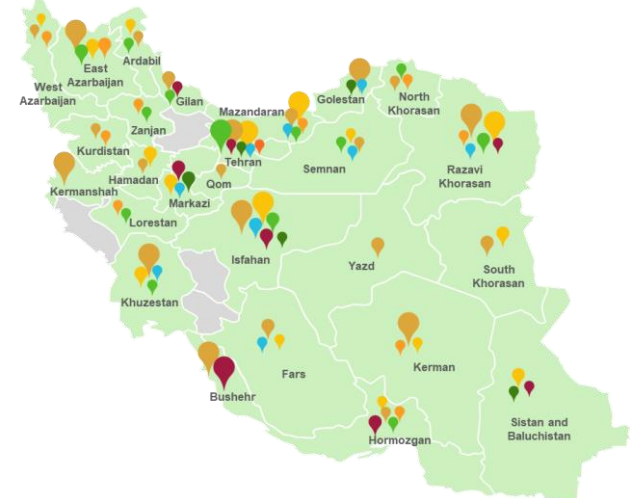 Ardabil
East
Azarbaijan
West
Azarbaijan
Gilan
Golestan
North
Khorasan
Mazandaran
Zanjan
Kurdistan
Tehran
Semnan
Razavi
Khorasan
Hamadan
Qom
Kermanshah
Markazi
Lorestan
Isfahan
Yazd
South
Khorasan
Khuzestan
Fars
Kerman
Bushehr
Sistan and
Baluchistan
Hormozgan